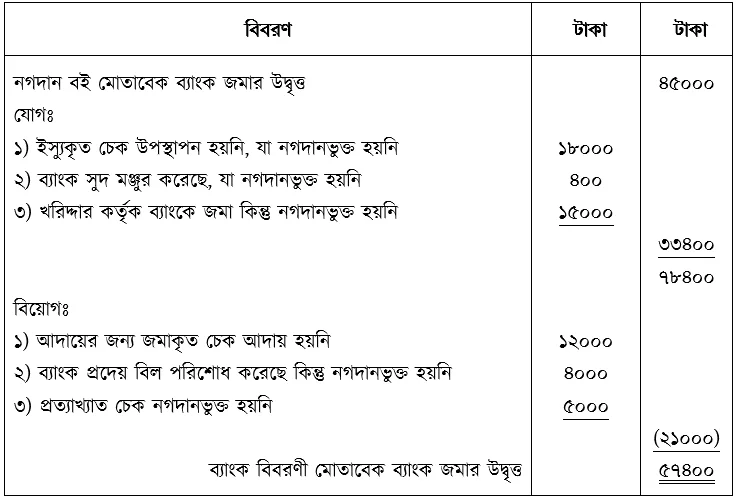 বিবরণ টাকা টাকা
নগদান বই মোতাবেক ব্যাংক জমার উদ্বৃত্ত ৪৫০০০
যোগঃ
১) ইস্যুকৃত চেক উপস্থাপন হয়নি, যা নগদানভুক্ত হয়নি ১৮০০০
২) ব্যাংক সুদ মঞ্জুর করেছে, যা নগদানভুক্ত হয়নি ৪০০
৩) খরিদ্দার কর্তৃক ব্যাংকে জমা কিন্তু নগদানভুক্ত হয়নি ১৫০০০
৩৩৪০০
৭৮৪০০
বিয়োগঃ
১) আদায়ের জন্য জমাকৃত চেক আদায় হয়নি ১২০০০
২) ব্যাংক প্রদেয় বিল পরিশোধ করেছে কিন্তু নগদানভুক্ত হয়নি ৪০০০
৩) প্রত্যাখ্যাত চেক নগদানভুক্ত হয়নি ৫০০০
(২১০০০)
ব্যাংক বিবরণী মোতাবেক ব্যাংক জমার উদ্বৃত্ত ৫৭৪০০